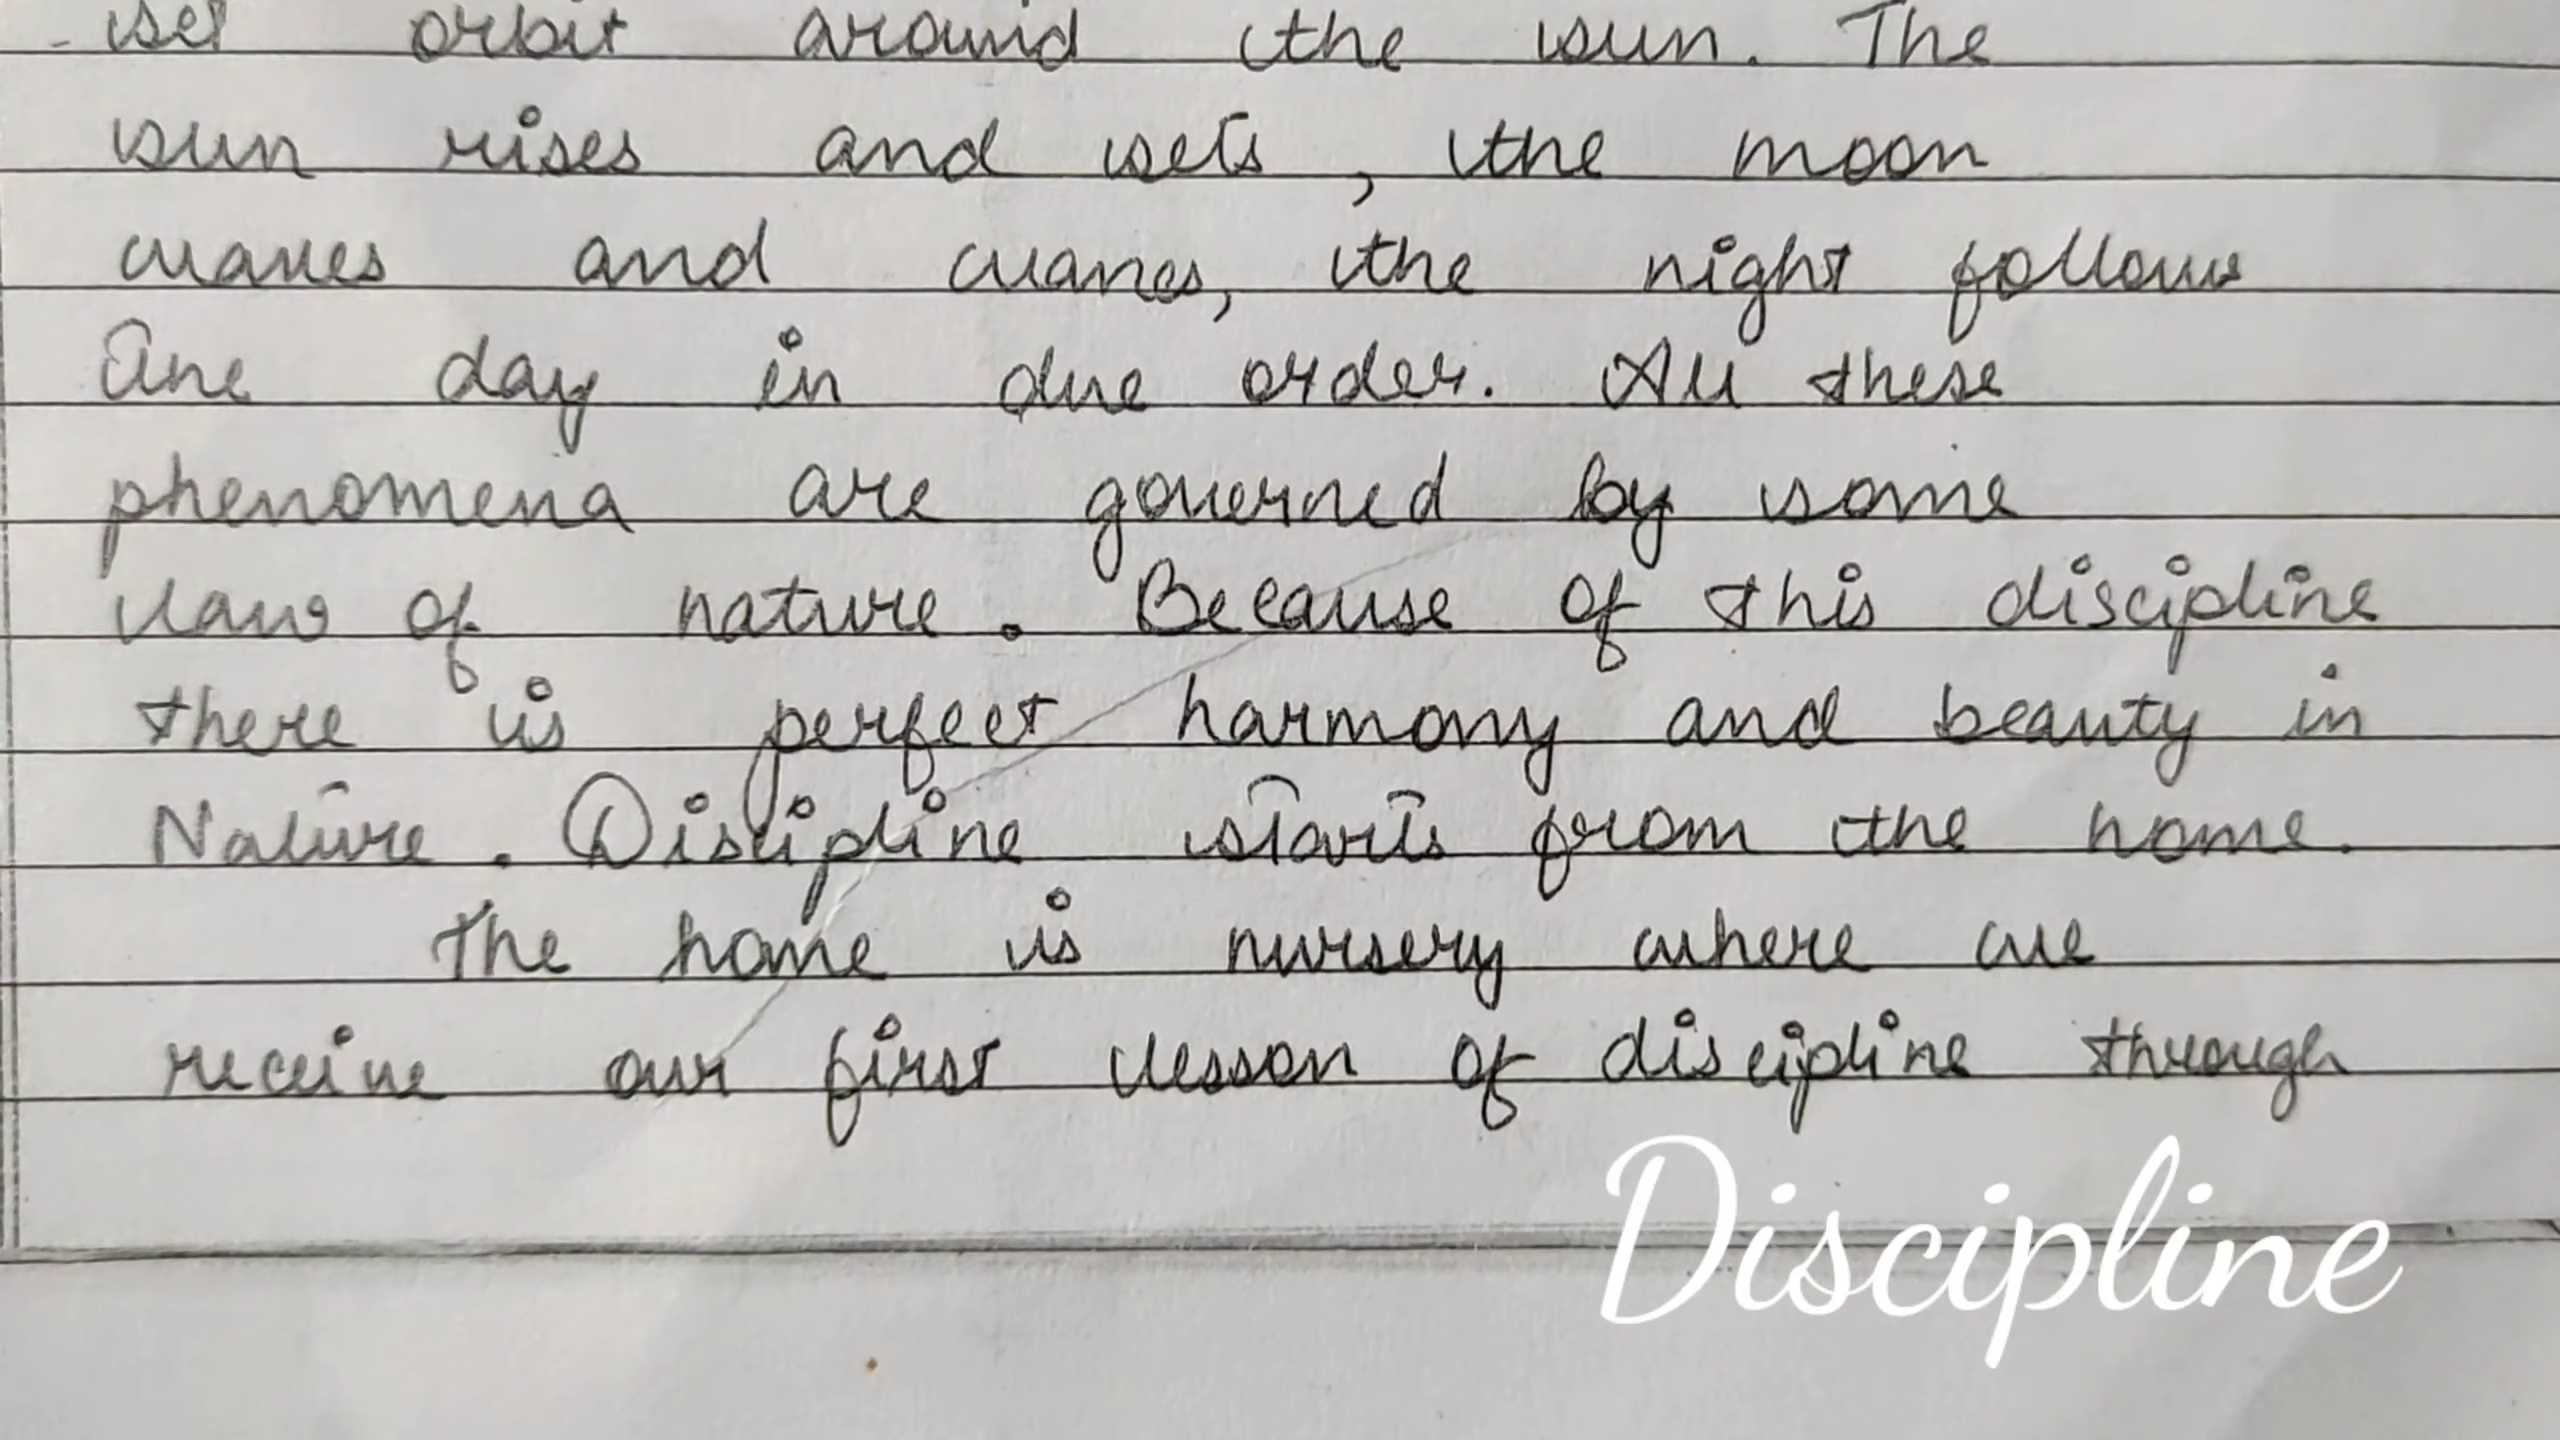 set orbit around the sun. The
sun rises and sets, the moon
waxes and wanes, the night follows
the day in due order. All these
phenomena are governed by some
laws of nature. Because of this discipline
there is perfect harmony and beauty in
Nature. Discipline starts from the home.
The home is nursery where we
receive our first lesson of discipline through
Discipline